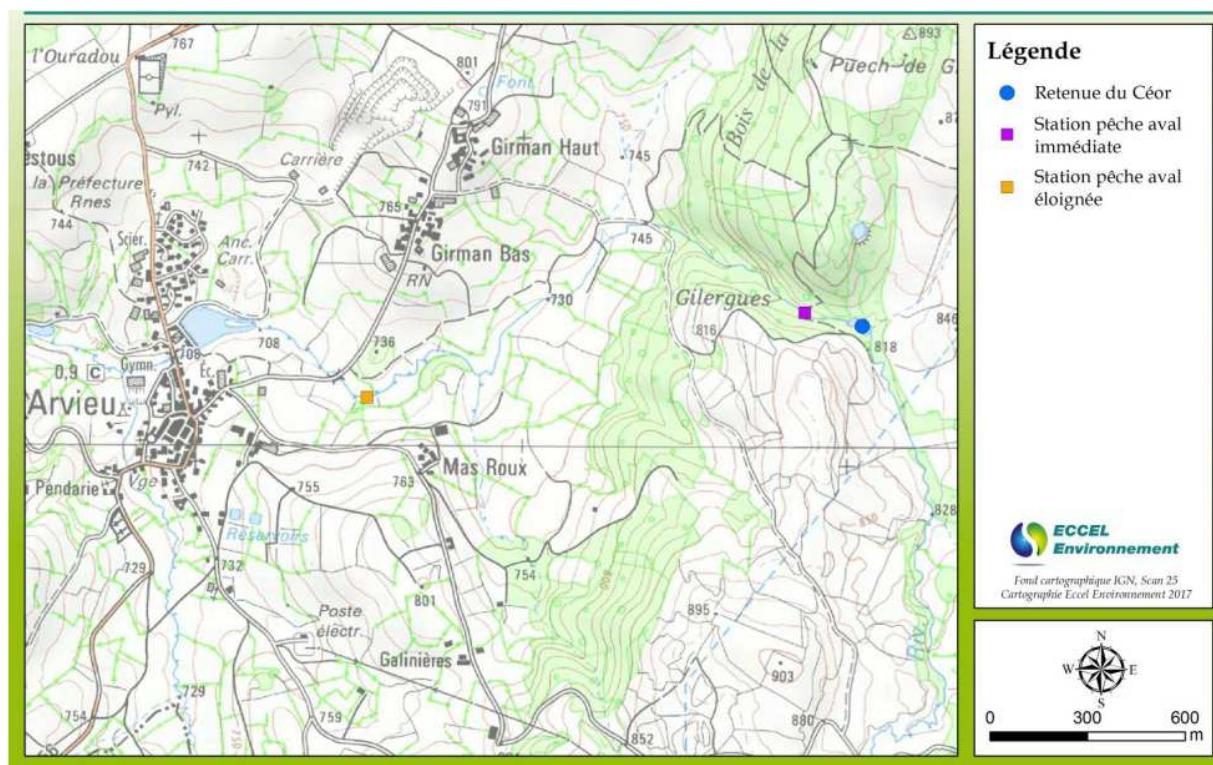 l'Ouradou
767
Pyl.
801
Font.
791
Girman Haut
Carrière
742
la Préfecture
Rnes
744
765
Scier.
Anc.
Carr.
Girman Bas
RN
745
745
Bois de la
893
Puech-de-G
730
Gilergues
816
846
818
708
708
736
Gymn.
Ec.
0,9 C
Arvieu
Pendarie
Vge
Mas Roux
763
755
Réservoirs
732
729
754
801
Poste
électr.
Galinières
895
903
828
729
754
759
852
880
Légende
Retenue du Céor
Station pêche aval
immédiate
Station pêche aval
éloignée
ECCEL
Environnement
Fond cartographique IGN, Scan 25
Cartographie Eccel Environnement 2017
N
W
E
S
0
300
600
m